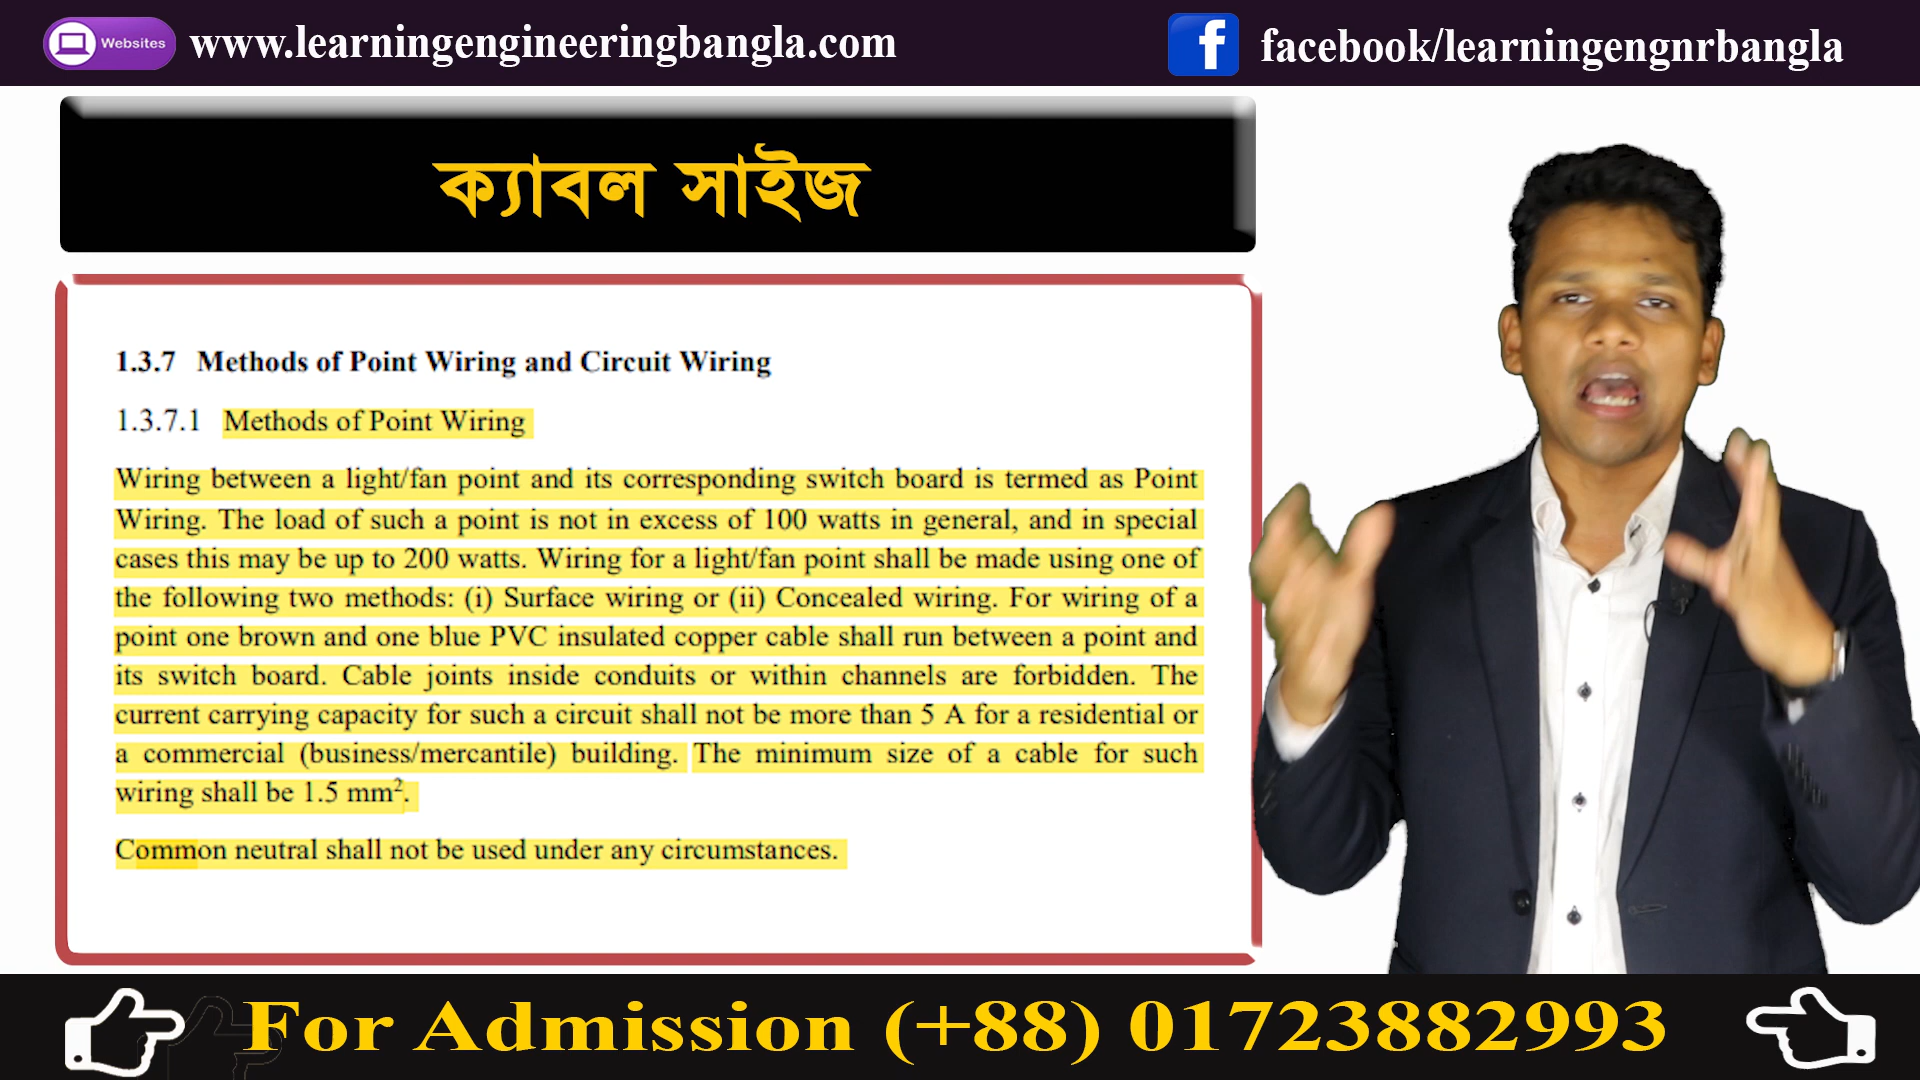 Websites www.learningengineeringbangla.com
facebook/learningengnrbangla
ক্যাবল সাইজ
1.3.7 Methods of Point Wiring and Circuit Wiring
1.3.7.1 Methods of Point Wiring
Wiring between a light/fan point and its corresponding switch board is termed as Point
Wiring. The load of such a point is not in excess of 100 watts in general, and in special
cases this may be up to 200 watts. Wiring for a light/fan point shall be made using one of
the following two methods: (i) Surface wiring or (ii) Concealed wiring. For wiring of a
point one brown and one blue PVC insulated copper cable shall run between a point and
its switch board. Cable joints inside conduits or within channels are forbidden. The
current carrying capacity for such a circuit shall not be more than 5 A for a residential or
a commercial (business/mercantile) building. The minimum size of a cable for such
wiring shall be 1.5 mm².
Common neutral shall not be used under any circumstances.
For Admission (+88) 01723882993